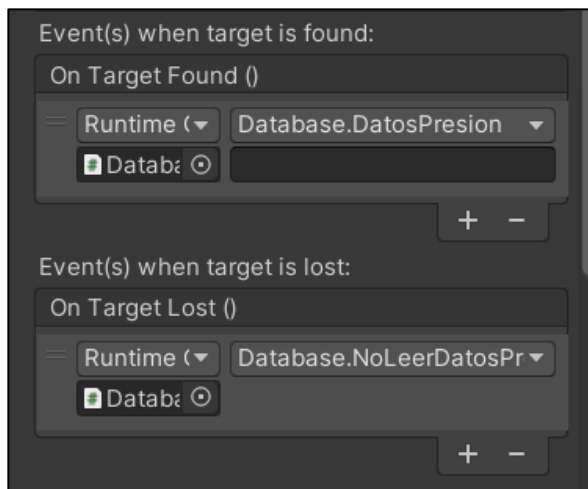 Event(s) when target is found:
On Target Found ()
Runtime ( Database.DatosPresion
Databa
Event(s) when target is lost:
On Target Lost ()
Runtime ( Database.NoLeerDatosPr
Databa